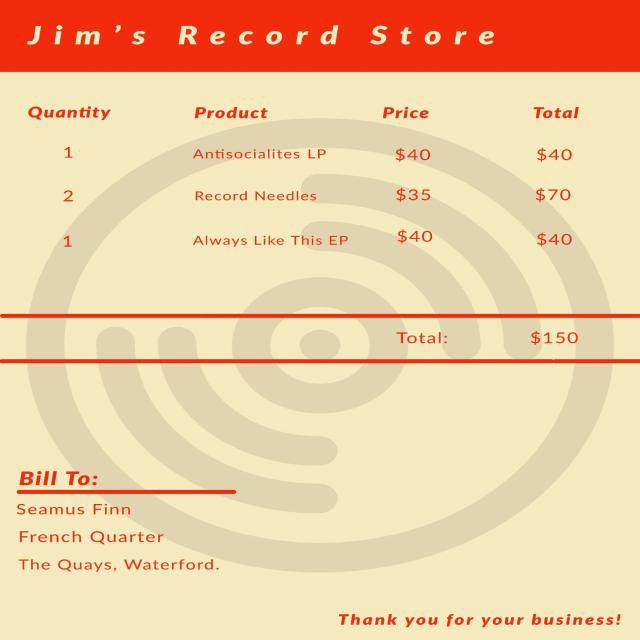 Jim's Record Store
Quantity Product Price Total
1 Antisocialites LP $40 $40
2 Record Needles $35 $70
1 Always Like This EP $40 $40
Total: $150
Bill To:
Seamus Finn
French Quarter
The Quays, Waterford.
Thank you for your business!